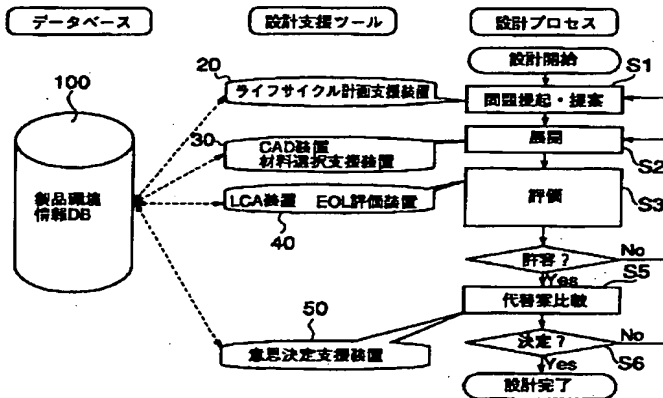 データベース
設計支援ツール
設計プロセス
設計開始
20
S1
100
ライフサイクル計画支援装置
問題提起・提案
30
CAD装置
材料選択支援装置
展開
S2
製品環境
情報DB
LCA装置 EOL評価装置
評価
S3
40
許容?
No
Yes
S5
代替案比較
50
意思決定支援装置
決定?
No
S6
Yes
設計完了